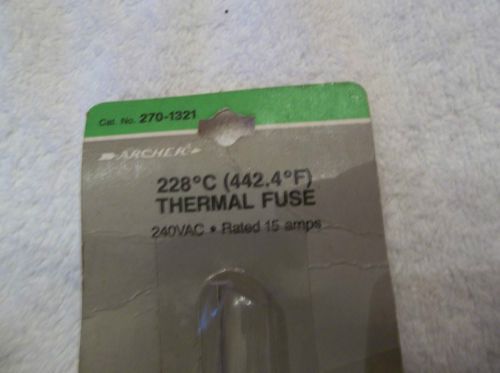 Cat. No. 270-1321
ARCHER
228°C (442.4°F)
THERMAL FUSE
240VAC • Rated 15 amps